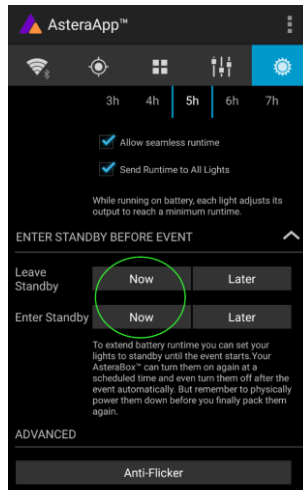 AsteraApp™
3h 4h 5h 6h 7h
Allow seamless runtime
Send Runtime to All Lights
While running on battery, each light adjusts its
output to reach a minimum runtime.
ENTER STANDBY BEFORE EVENT
Leave
Standby
Now Later
Enter Standby Now Later
To extend battery runtime you can set your
lights to standby until the event starts.Your
AsteraBox™ can turn them on again at a
scheduled time and even turn them off after the
event automatically. But remember to physically
power them down before you finally pack them
again.
ADVANCED
Anti-Flicker